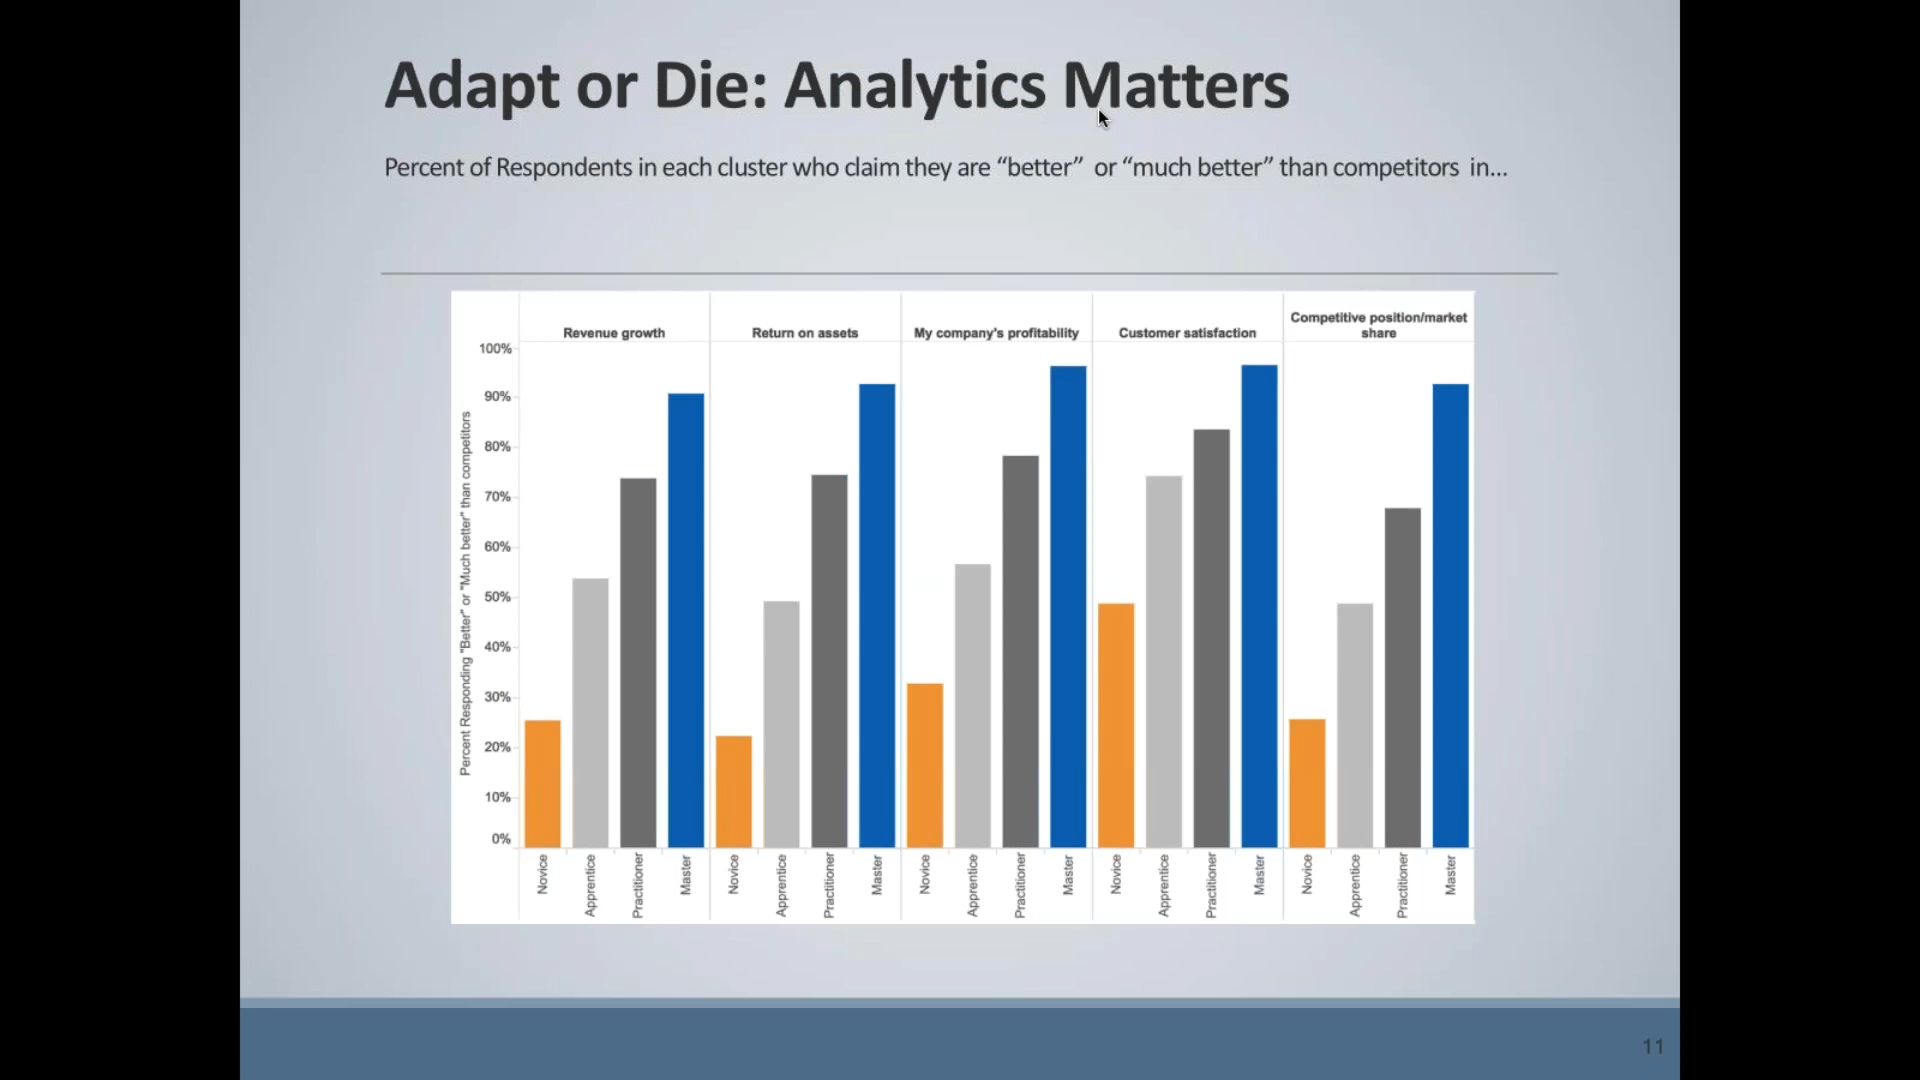 Adapt or Die: Analytics Matters
Percent of Respondents in each cluster who claim they are “better” or “much better” than competitors in...
Revenue growth
Return on assets
My company's profitability
Customer satisfaction
Competitive position/market
share
Percent Responding "Better" or "Much better" than competitors
100%
90%
80%
70%
60%
50%
40%
30%
20%
10%
0%
Novice
Apprentice
Practitioner
Master
Novice
Apprentice
Practitioner
Master
Novice
Apprentice
Practitioner
Master
Novice
Apprentice
Practitioner
Master
Novice
Apprentice
Practitioner
Master
11